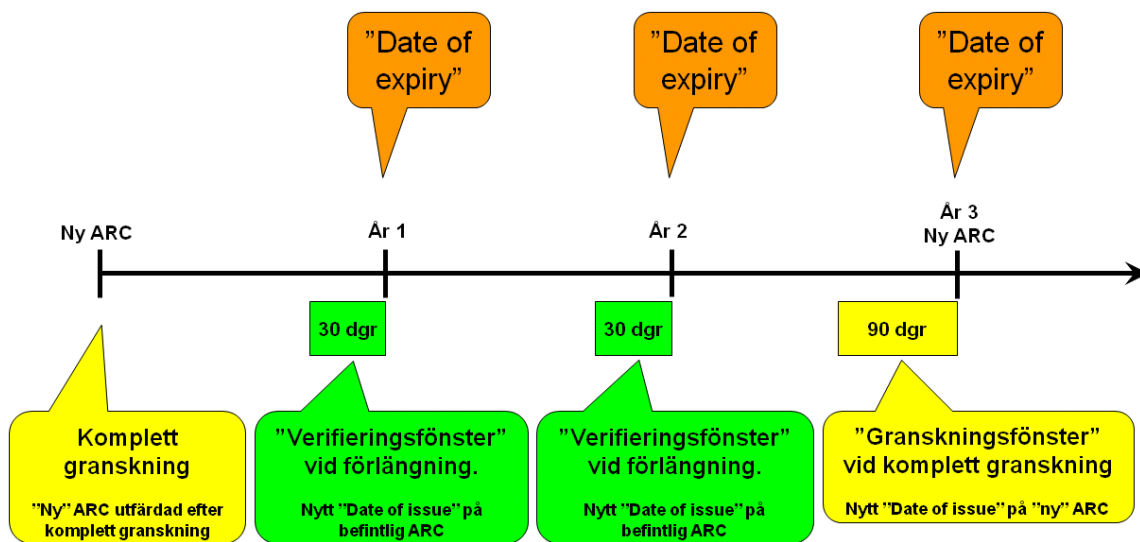 ”Date of
expiry”
”Date of
expiry”
”Date of
expiry”
Ny ARC
År 1
År 2
År 3
Ny ARC
30 dgr
30 dgr
90 dgr
Komplett
granskning
”Ny” ARC utfärdad efter
komplett granskning
”Verifieringsfönster”
vid förlängning.
Nytt ”Date of issue” på
befintlig ARC
”Verifieringsfönster”
vid förlängning.
Nytt ”Date of issue” på
befintlig ARC
”Granskningsfönster”
vid komplett granskning
Nytt ”Date of issue” på ”ny” ARC